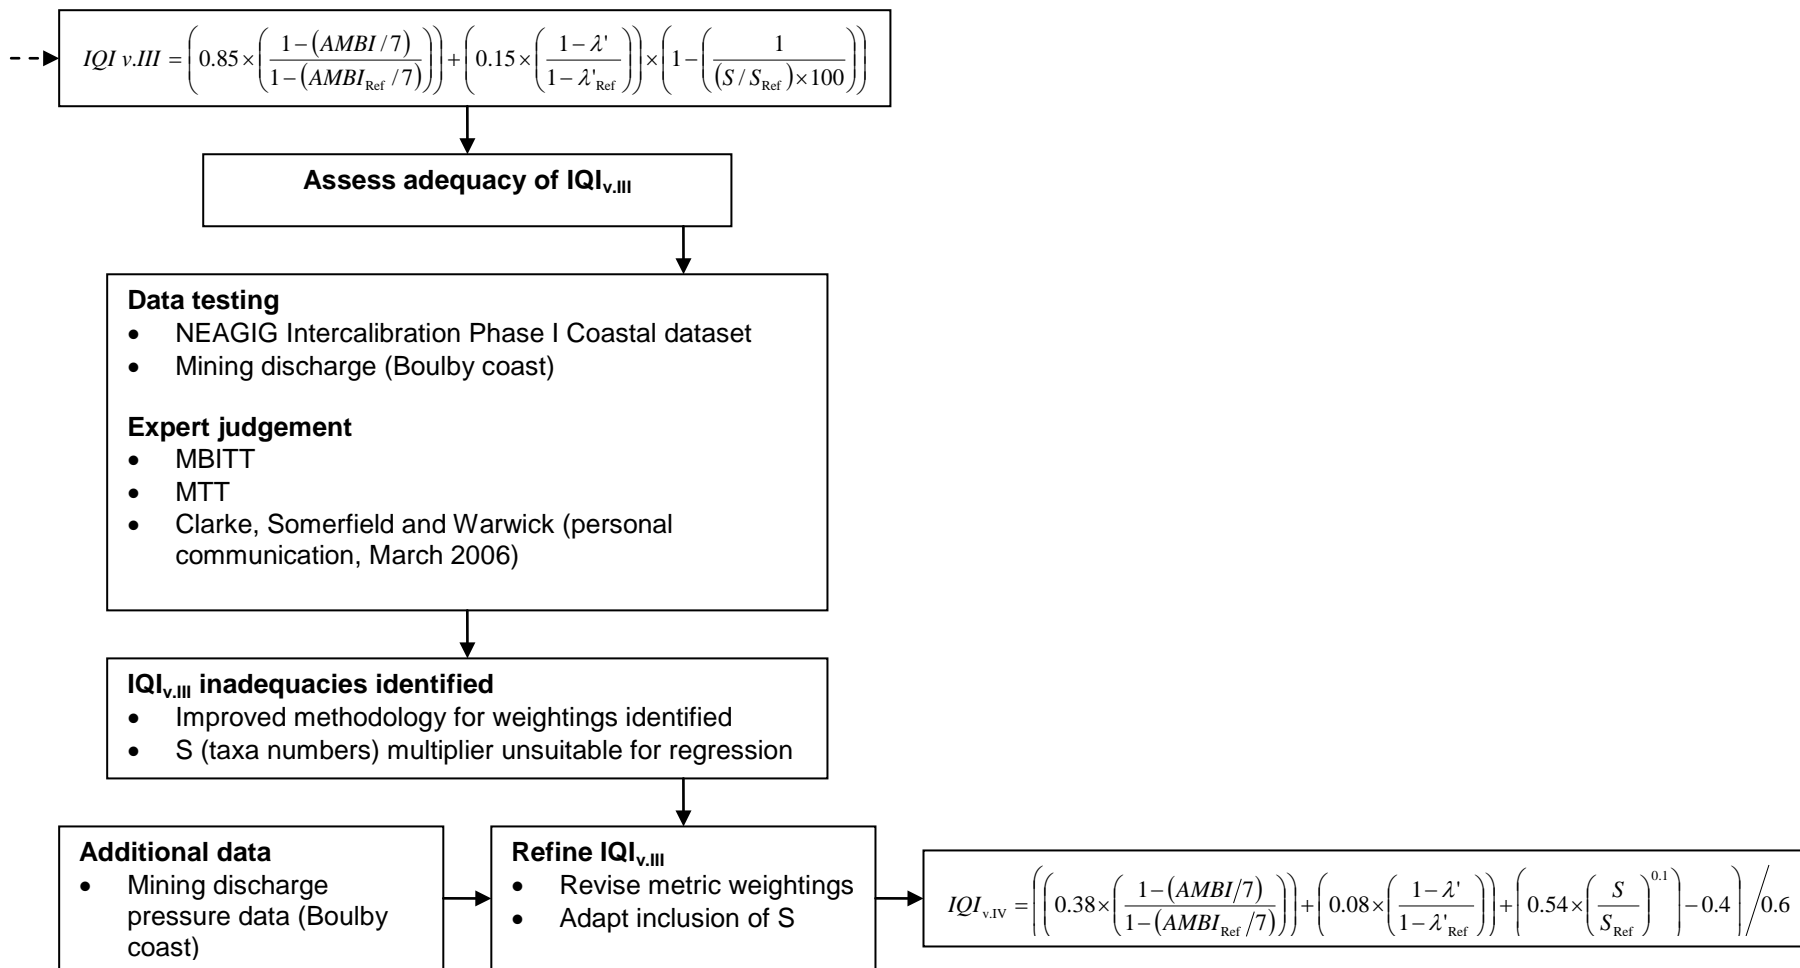 IQI v.III = (0.85 × ((1 − (AMBI / 7)) / (1 − (AMBI_Ref / 7)))) + (0.15 × ((1 − λ') / (1 − λ'_Ref))) × (1 − (1 / ((S / S_Ref) × 100)))
Assess adequacy of IQI_v.III
Data testing
• NEAGIG Intercalibration Phase I Coastal dataset
• Mining discharge (Boulby coast)
Expert judgement
• MBITT
• MTT
• Clarke, Somerfield and Warwick (personal
communication, March 2006)
IQI_v.III inadequacies identified
• Improved methodology for weightings identified
• S (taxa numbers) multiplier unsuitable for regression
Additional data
• Mining discharge
pressure data (Boulby
coast)
Refine IQI_v.III
• Revise metric weightings
• Adapt inclusion of S
IQI_v.IV = (((0.38 × ((1 − (AMBI/7)) / (1 − (AMBI_Ref/7)))) + (0.08 × ((1 − λ') / (1 − λ'_Ref))) + (0.54 × (S / S_Ref)^0.1)) − 0.4) / 0.6